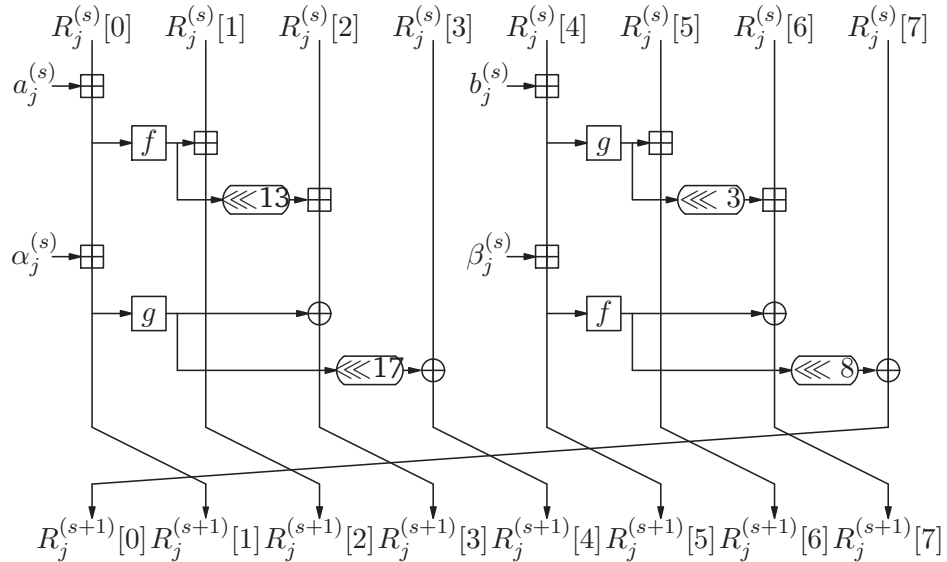 R_j^{(s)}[0] R_j^{(s)}[1] R_j^{(s)}[2] R_j^{(s)}[3] R_j^{(s)}[4] R_j^{(s)}[5] R_j^{(s)}[6] R_j^{(s)}[7]
a_j^{(s)} b_j^{(s)}
f g
⋘13 ⋘ 3
α_j^{(s)} β_j^{(s)}
g f
⋘17 ⋘ 8
R_j^{(s+1)}[0] R_j^{(s+1)}[1] R_j^{(s+1)}[2] R_j^{(s+1)}[3] R_j^{(s+1)}[4] R_j^{(s+1)}[5] R_j^{(s+1)}[6] R_j^{(s+1)}[7]